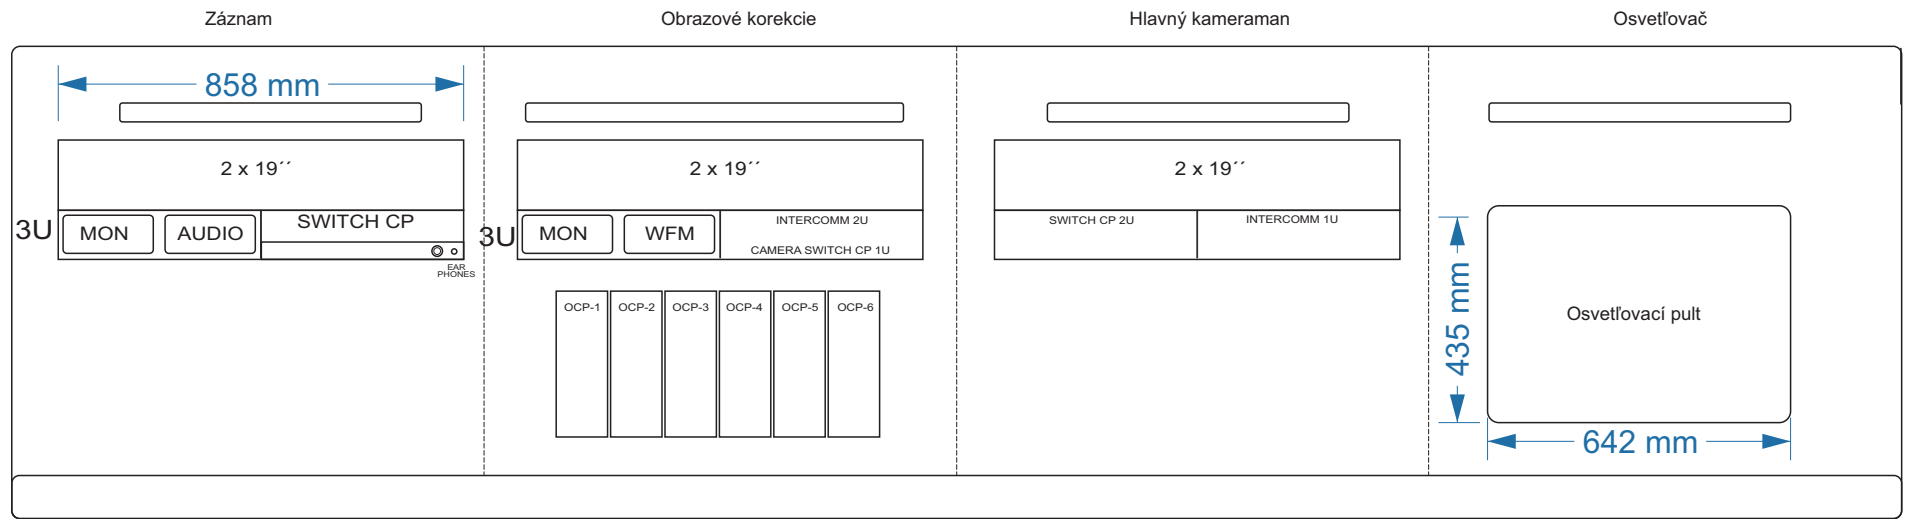 Záznam
Obrazové korekcie
Hlavný kameraman
Osvetľovač
858 mm
2 x 19´´
2 x 19´´
2 x 19´´
3U
MON
AUDIO
SWITCH CP
EAR
PHONES
3U
MON
WFM
INTERCOMM 2U
CAMERA SWITCH CP 1U
SWITCH CP 2U
INTERCOMM 1U
OCP-1
OCP-2
OCP-3
OCP-4
OCP-5
OCP-6
435 mm
Osvetľovací pult
642 mm